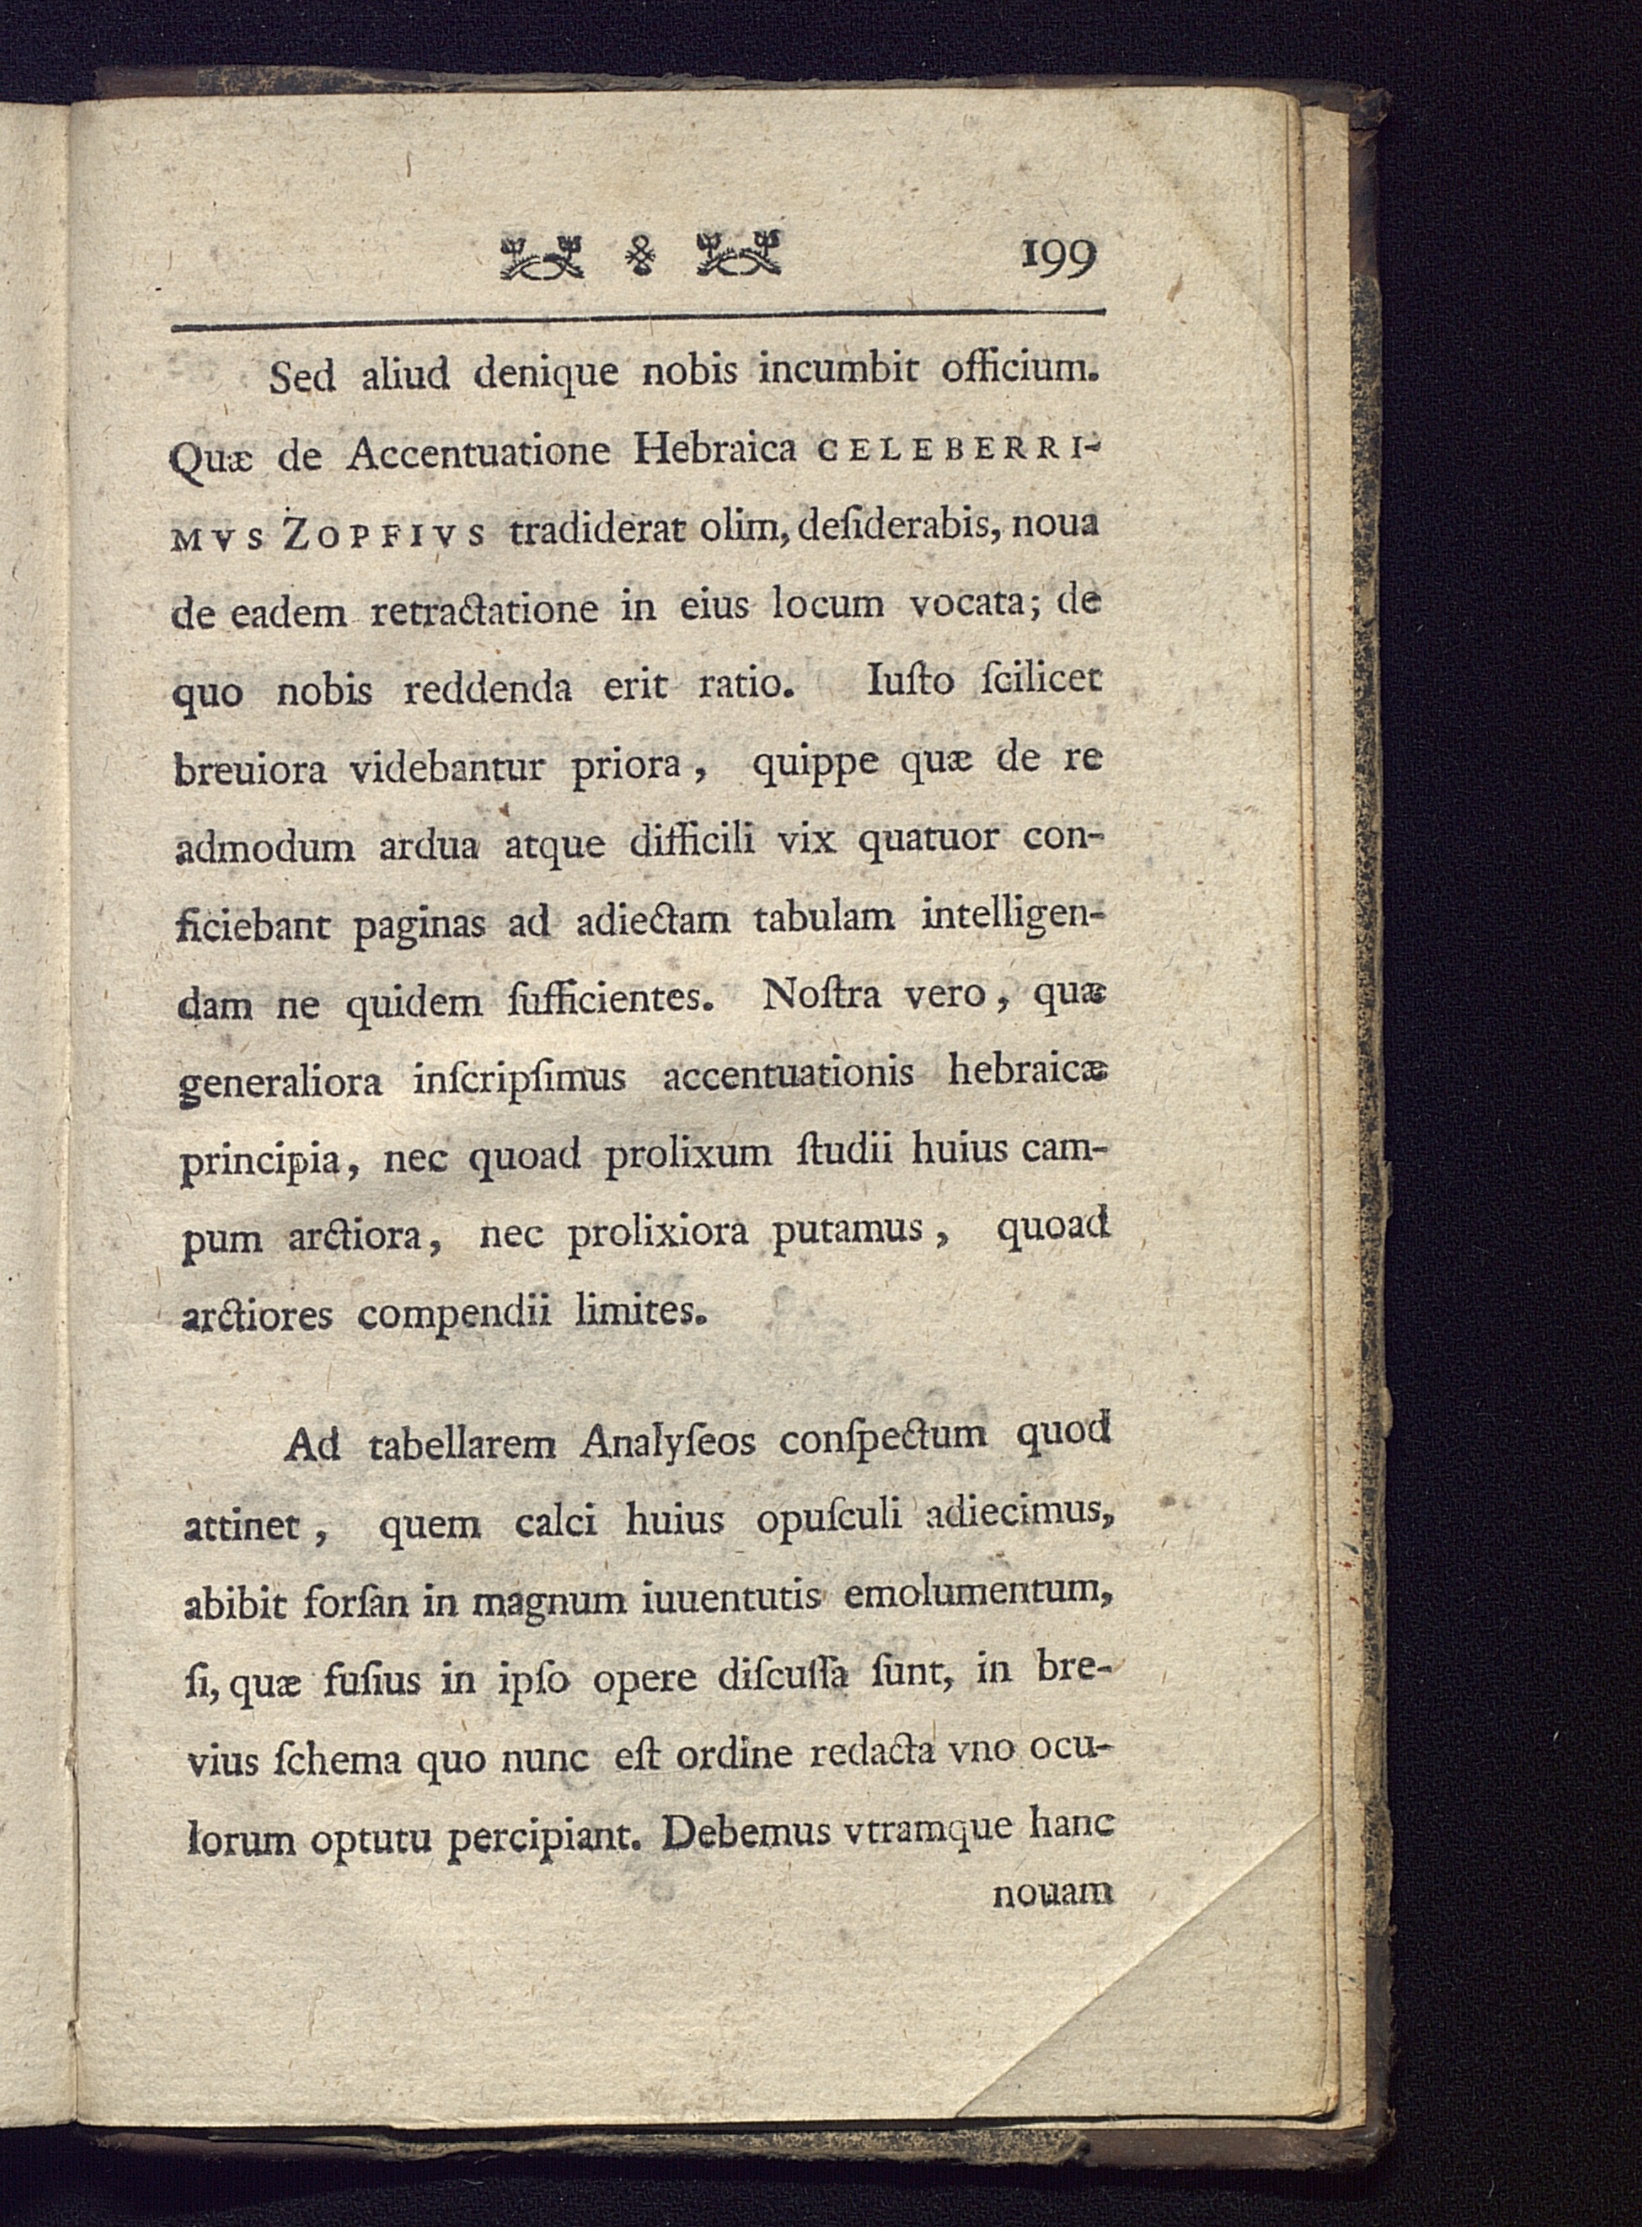 199
Sed aliud denique nobis incumbit officium.
Quæ de Accentuatione Hebraica CELEBERRI-
MVS ZOPFIVS tradiderat olim, deſiderabis, noua
de eadem retractatione in eius locum vocata; de
quo nobis reddenda erit ratio. Iuſto ſcilicet
breuiora videbantur priora, quippe quæ de re
admodum ardua atque difficili vix quatuor con-
ficiebant paginas ad adiectam tabulam intelligen-
dam ne quidem ſufficientes. Noſtra vero, quæ
generaliora inſcripſimus accentuationis hebraicæ
principia, nec quoad prolixum ſtudii huius cam-
pum arctiora, nec prolixiora putamus, quoad
arctiores compendii limites.
Ad tabellarem Analyſeos conſpectum quod
attinet, quem calci huius opuſculi adiecimus,
abibit forſan in magnum iuuentutis emolumentum,
ſi, quæ fuſius in ipſo opere diſcuſſa ſunt, in bre-
vius ſchema quo nunc eſt ordine redacta vno ocu-
lorum optutu percipiant. Debemus vtramque hanc
nouam